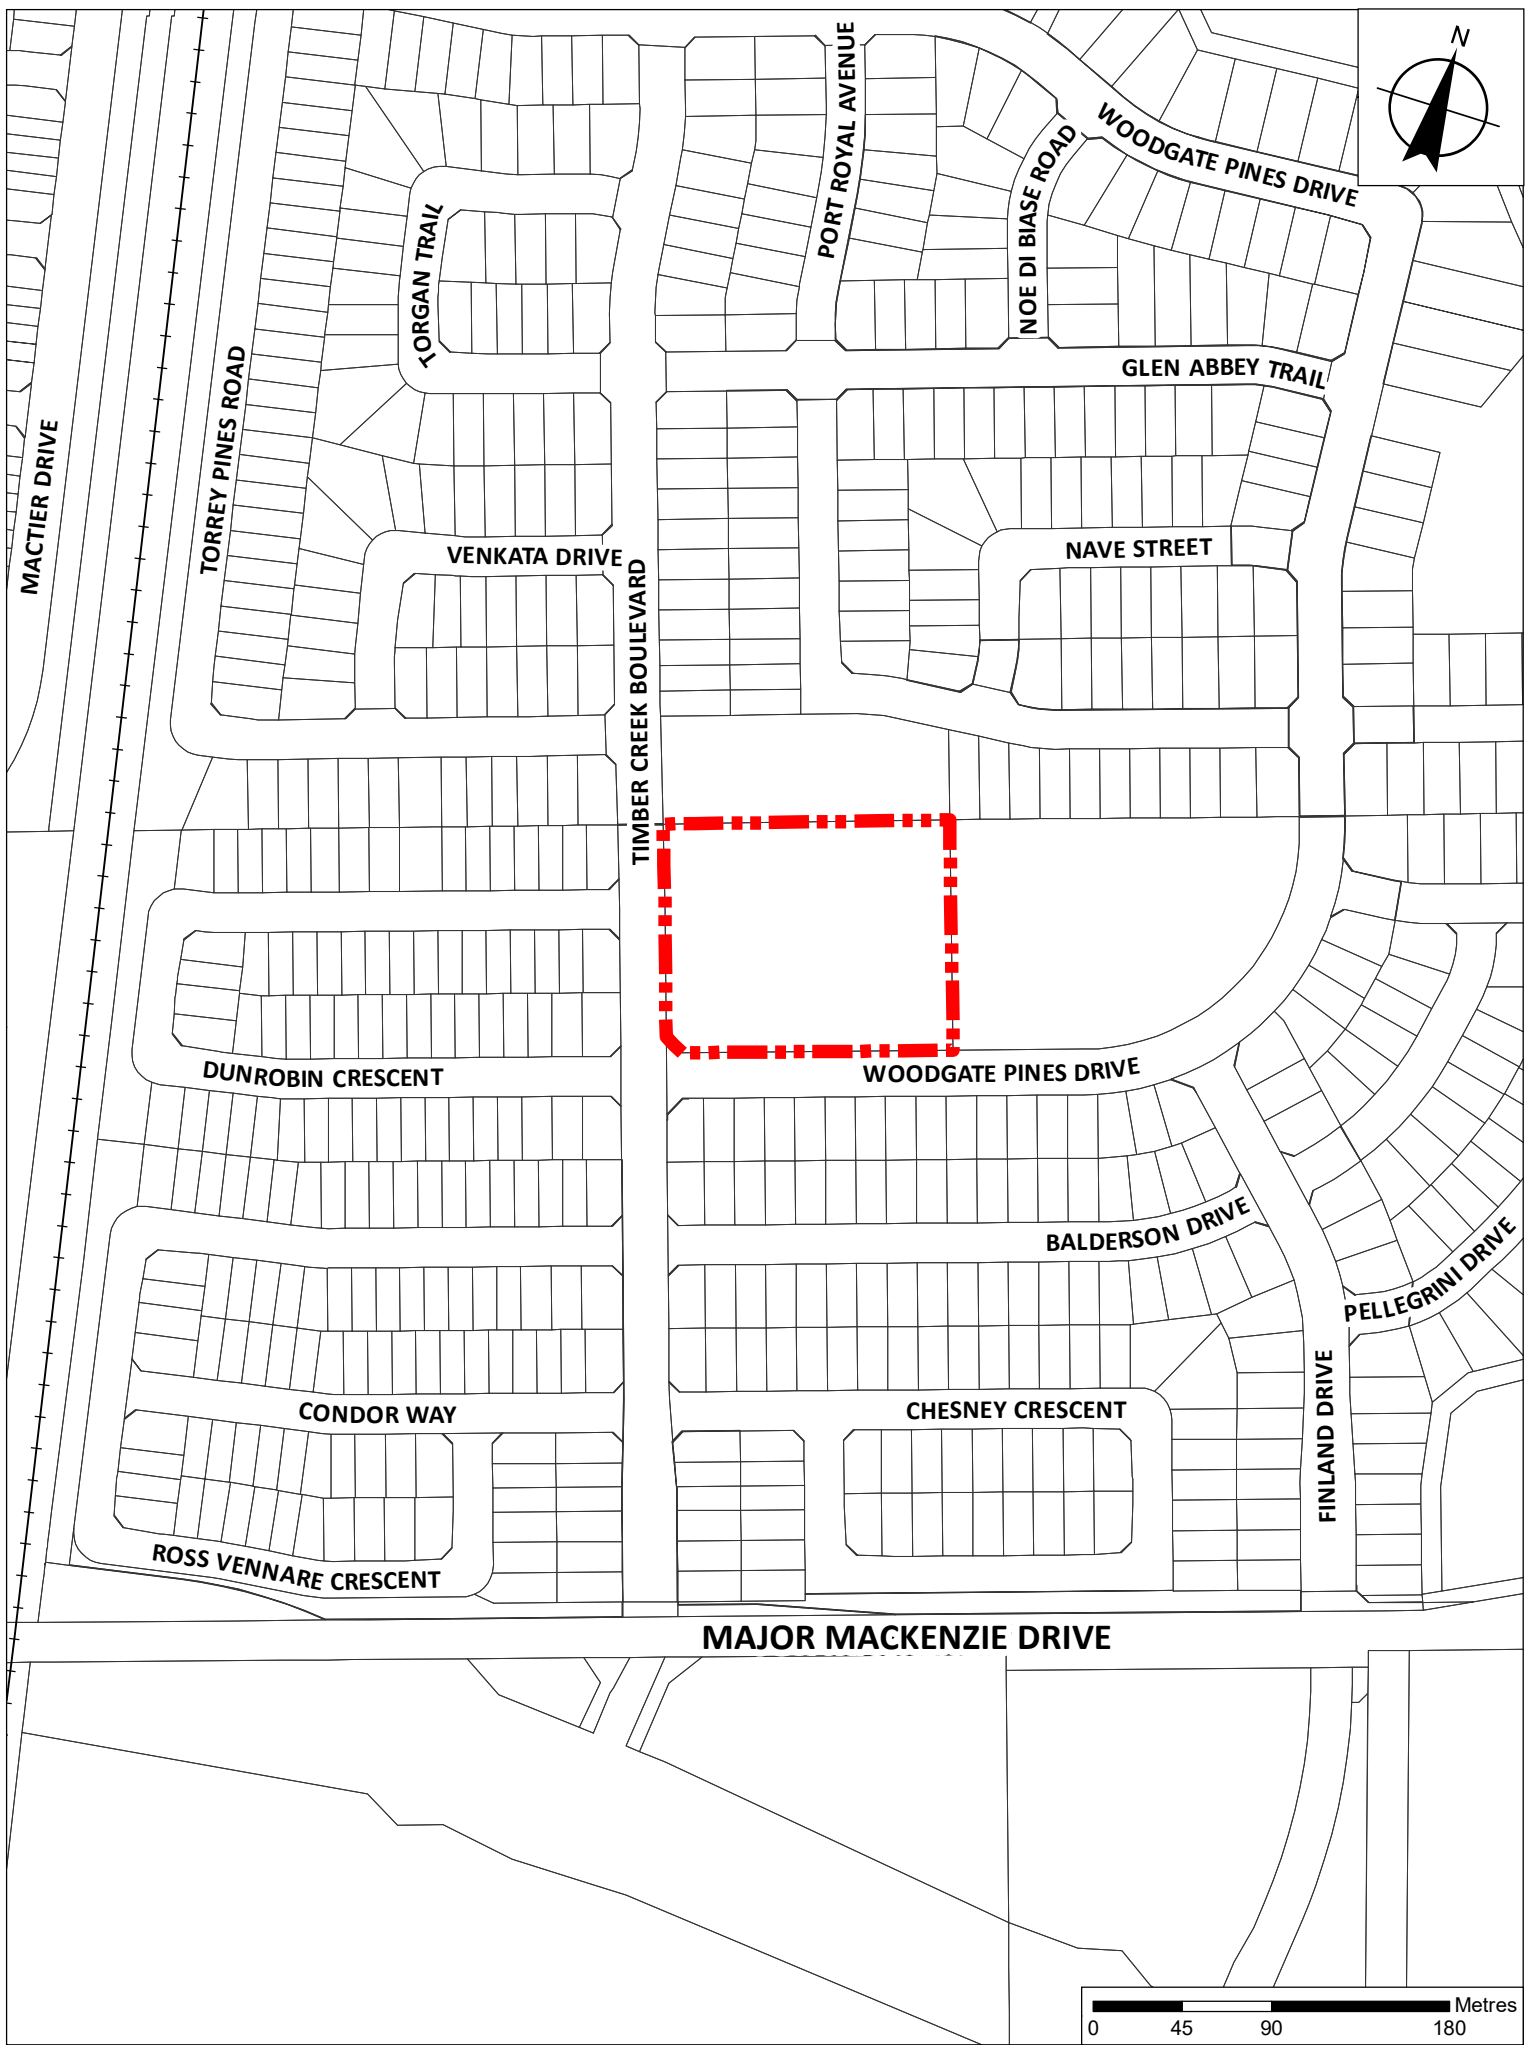 N
PORT ROYAL AVENUE
WOODGATE PINES DRIVE
NOE DI BIASE ROAD
TORGAN TRAIL
GLEN ABBEY TRAIL
TORREY PINES ROAD
MACTIER DRIVE
VENKATA DRIVE
NAVE STREET
TIMBER CREEK BOULEVARD
DUNROBIN CRESCENT
WOODGATE PINES DRIVE
BALDERSON DRIVE
PELLEGRINI DRIVE
CONDOR WAY
CHESNEY CRESCENT
FINLAND DRIVE
ROSS VENNARE CRESCENT
MAJOR MACKENZIE DRIVE
Metres
0 45 90 180